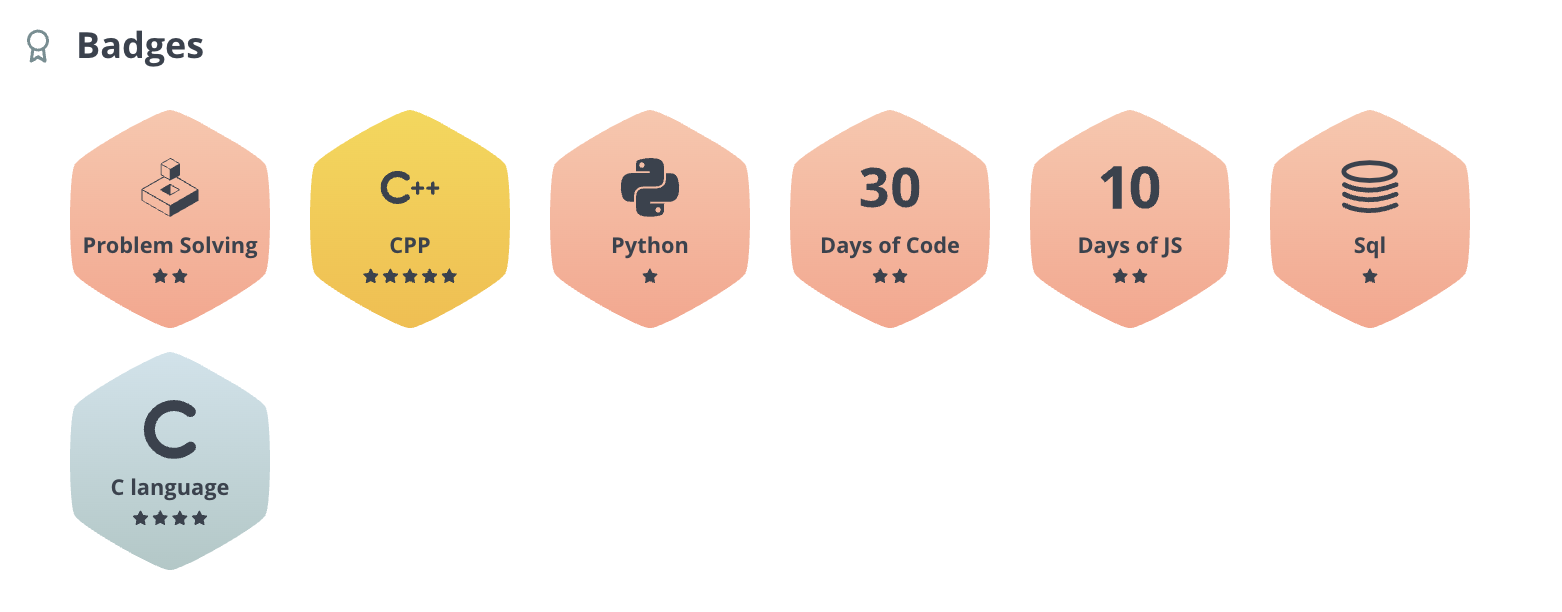 Badges
C++
30
10
Problem Solving
CPP
Python
Days of Code
Days of JS
Sql
C
C language